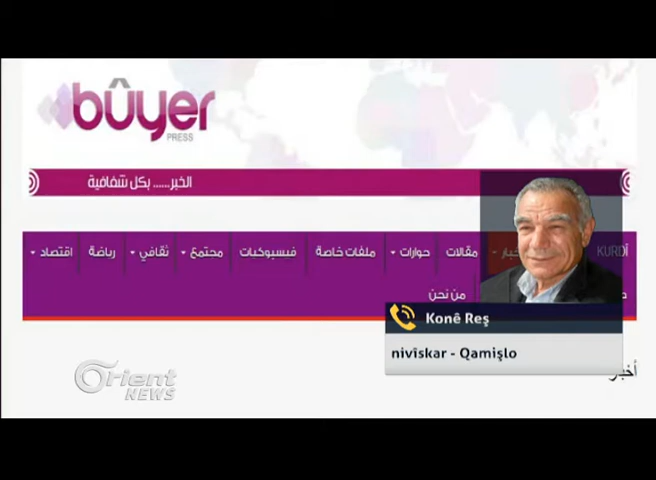 bûyer
PRESS
الخبر...... بكل شفافية
KURDÎ
مقالات حوارات ملفات خاصة فيسبوكيات مجتمع ثقافي رياضة اقتصاد
من نحن
Konê Reş
nivîskar - Qamişlo
Orient
NEWS